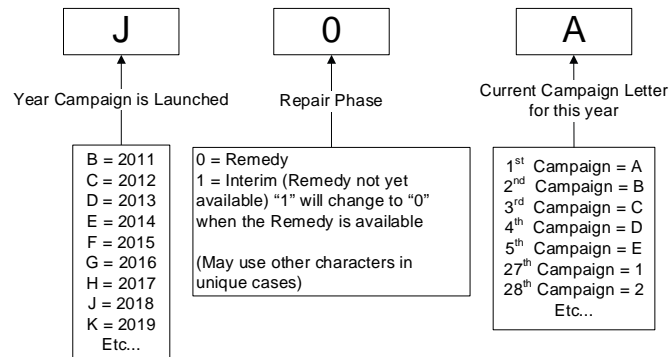 J
0
A
Year Campaign is Launched
Repair Phase
Current Campaign Letter
for this year
B = 2011
C = 2012
D = 2013
E = 2014
F = 2015
G = 2016
H = 2017
J = 2018
K = 2019
Etc...
0 = Remedy
1 = Interim (Remedy not yet
available) “1” will change to “0”
when the Remedy is available
(May use other characters in
unique cases)
1st Campaign = A
2nd Campaign = B
3rd Campaign = C
4th Campaign = D
5th Campaign = E
27th Campaign = 1
28th Campaign = 2
Etc...